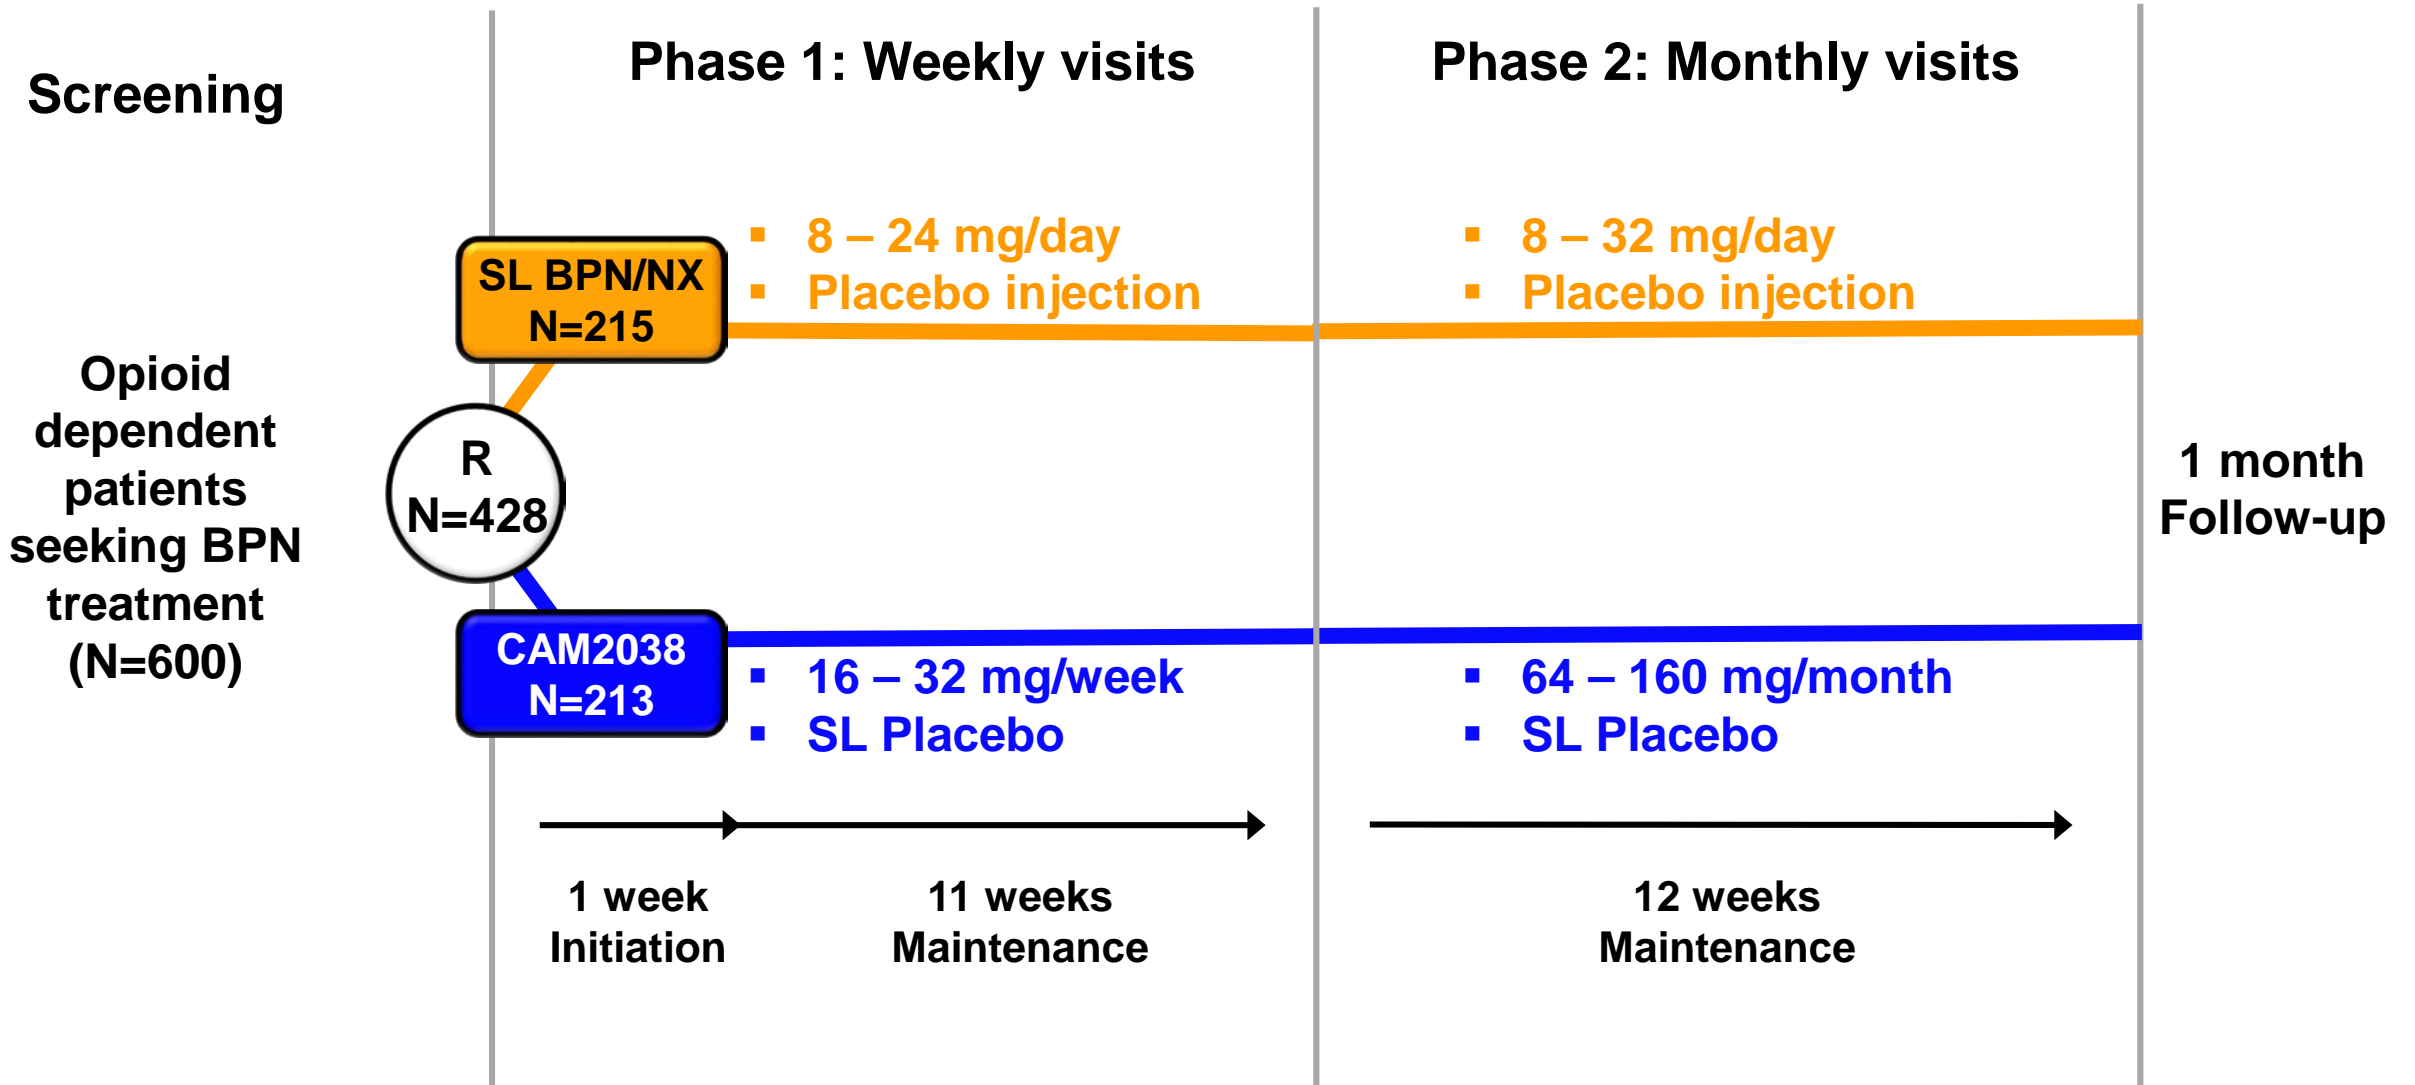 Screening
Phase 1: Weekly visits
Phase 2: Monthly visits
Opioid
dependent
patients
seeking BPN
treatment
(N=600)
R
N=428
SL BPN/NX
N=215
▪ 8 – 24 mg/day
▪ Placebo injection
▪ 8 – 32 mg/day
▪ Placebo injection
CAM2038
N=213
▪ 16 – 32 mg/week
▪ SL Placebo
▪ 64 – 160 mg/month
▪ SL Placebo
1 week
Initiation
11 weeks
Maintenance
12 weeks
Maintenance
1 month
Follow-up